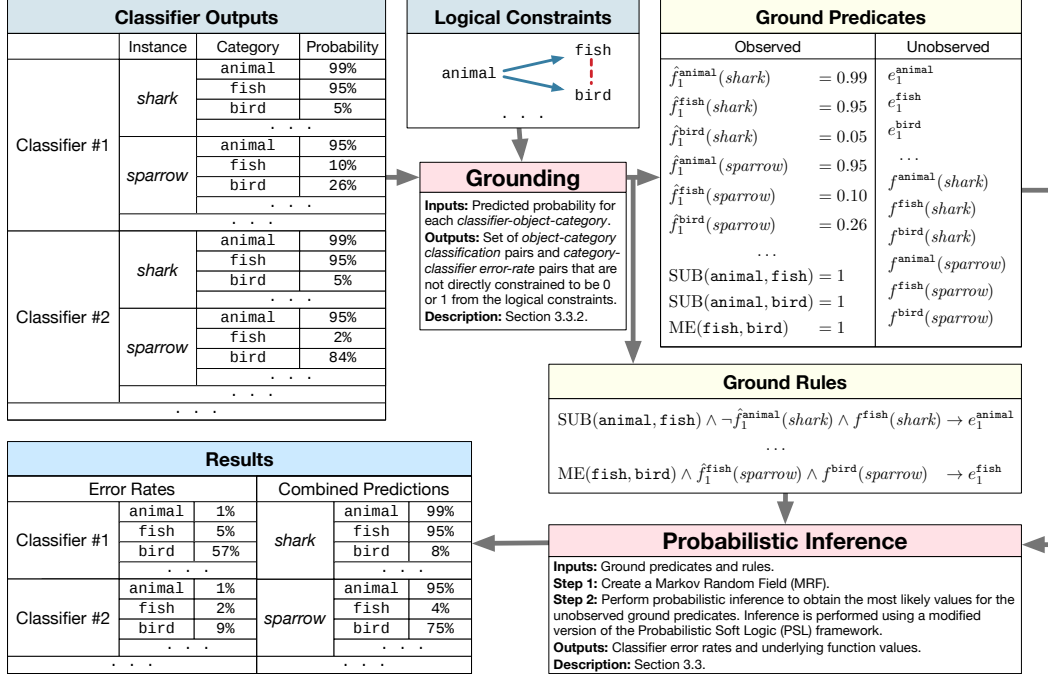 Classifier Outputs
Instance Category Probability
Classifier #1
shark
animal 99%
fish 95%
bird 5%
. . .
sparrow
animal 95%
fish 10%
bird 26%
. . .
. . .
Classifier #2
shark
animal 99%
fish 95%
bird 5%
. . .
sparrow
animal 95%
fish 2%
bird 84%
. . .
. . .
. . .
Logical Constraints
fish
animal
bird
. . .
Grounding
Inputs: Predicted probability for
each classifier-object-category.
Outputs: Set of object-category
classification pairs and category-
classifier error-rate pairs that are
not directly constrained to be 0
or 1 from the logical constraints.
Description: Section 3.3.2.
Ground Predicates
Observed Unobserved
f̂₁^animal(shark) = 0.99
f̂₁^fish(shark) = 0.95
f̂₁^bird(shark) = 0.05
f̂₁^animal(sparrow) = 0.95
f̂₁^fish(sparrow) = 0.10
f̂₁^bird(sparrow) = 0.26
...
SUB(animal, fish) = 1
SUB(animal, bird) = 1
ME(fish, bird) = 1
e₁^animal
e₁^fish
e₁^bird
...
f^animal(shark)
f^fish(shark)
f^bird(shark)
f^animal(sparrow)
f^fish(sparrow)
f^bird(sparrow)
Ground Rules
SUB(animal, fish) ∧ ¬f̂₁^animal(shark) ∧ f^fish(shark) → e₁^animal
...
ME(fish, bird) ∧ f̂₁^fish(sparrow) ∧ f^bird(sparrow) → e₁^fish
Probabilistic Inference
Inputs: Ground predicates and rules.
Step 1: Create a Markov Random Field (MRF).
Step 2: Perform probabilistic inference to obtain the most likely values for the
unobserved ground predicates. Inference is performed using a modified
version of the Probabilistic Soft Logic (PSL) framework.
Outputs: Classifier error rates and underlying function values.
Description: Section 3.3.
Results
Error Rates Combined Predictions
Classifier #1
animal 1%
fish 5%
bird 57%
. . .
Classifier #2
animal 1%
fish 2%
bird 9%
. . .
. . .
shark
animal 99%
fish 95%
bird 8%
. . .
sparrow
animal 95%
fish 4%
bird 75%
. . .
. . .